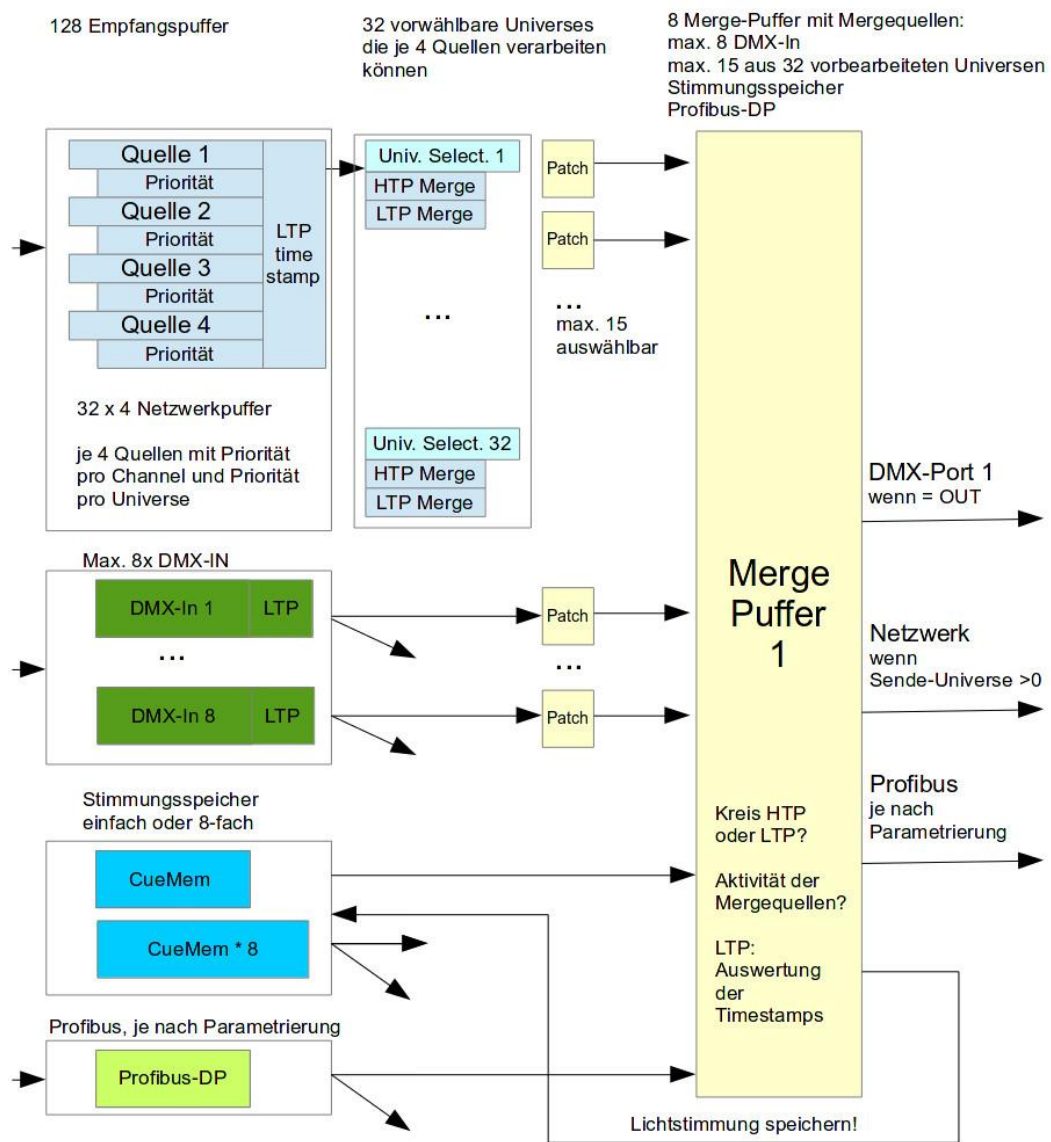 128 Empfangspuffer
32 vorwählbare Universes
die je 4 Quellen verarbeiten
können
8 Merge-Puffer mit Mergequellen:
max. 8 DMX-In
max. 15 aus 32 vorbearbeiteten Universen
Stimmungsspeicher
Profibus-DP
Quelle 1
Priorität
Quelle 2
Priorität
Quelle 3
Priorität
Quelle 4
Priorität
LTP
time
stamp
32 x 4 Netzwerkpuffer
je 4 Quellen mit Priorität
pro Channel und Priorität
pro Universe
Univ. Select. 1
HTP Merge
LTP Merge
...
Univ. Select. 32
HTP Merge
LTP Merge
Patch
Patch
...
max. 15
auswählbar
Max. 8x DMX-IN
DMX-In 1
LTP
...
DMX-In 8
LTP
Patch
...
Patch
Stimmungsspeicher
einfach oder 8-fach
CueMem
CueMem * 8
Profibus, je nach Parametrierung
Profibus-DP
Merge
Puffer
1
Kreis HTP
oder LTP?
Aktivität der
Mergequellen?
LTP:
Auswertung
der
Timestamps
DMX-Port 1
wenn = OUT
Netzwerk
wenn
Sende-Universe >0
Profibus
je nach
Parametrierung
Lichtstimmung speichern!